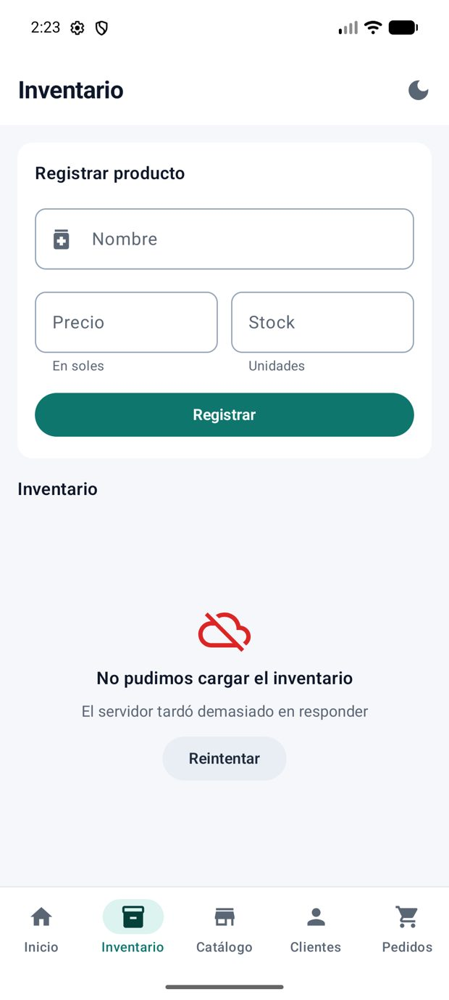 2:23
Inventario
Registrar producto
Nombre
Precio
Stock
En soles
Unidades
Registrar
Inventario
No pudimos cargar el inventario
El servidor tardó demasiado en responder
Reintentar
Inicio
Inventario
Catálogo
Clientes
Pedidos